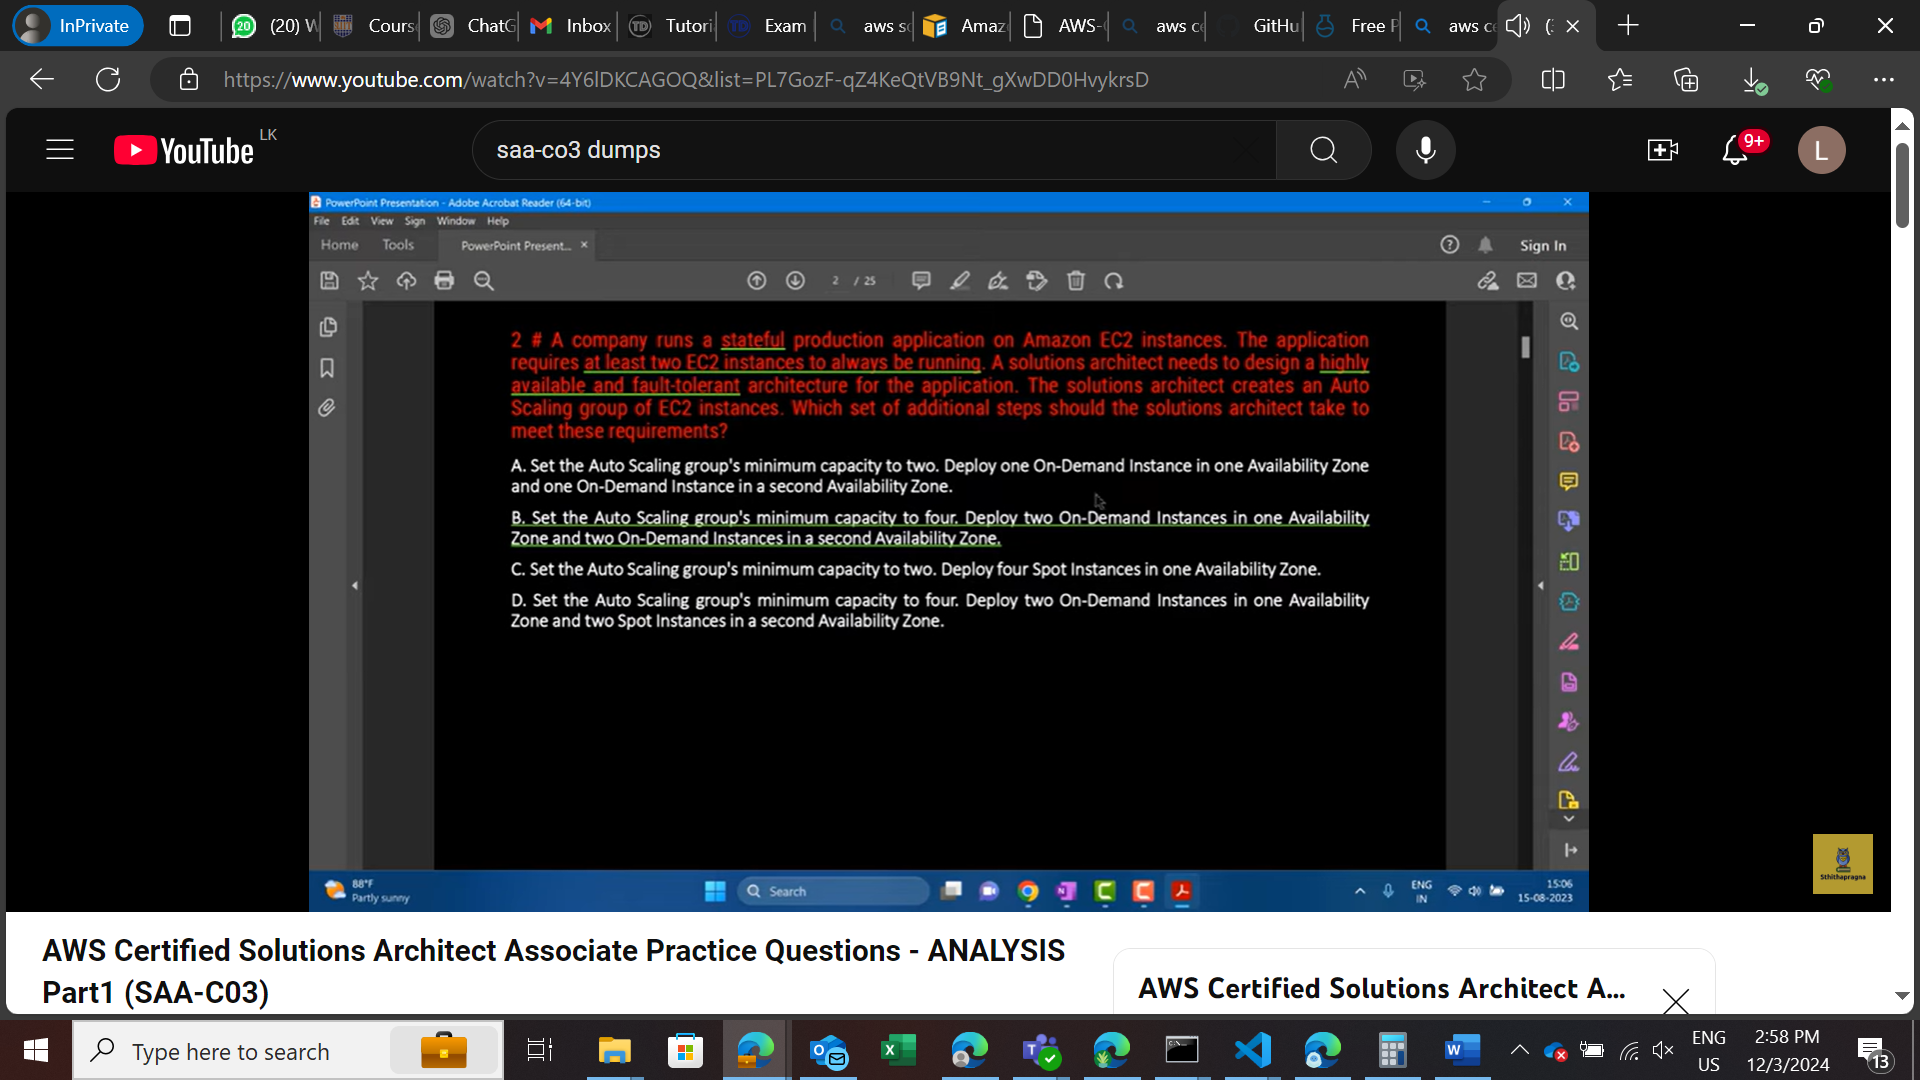 InPrivate
(20) W
Cours
ChatG
Inbox
Tutori
Exam
aws so
Amaz
AWS-
aws ce
GitHu
Free P
aws ce
https://www.youtube.com/watch?v=4Y6lDKCAGOQ&list=PL7GozF-qZ4KeQtVB9Nt_gXwDD0HvykrsD
YouTube LK
saa-co3 dumps
9+
L
PowerPoint Presentation - Adobe Acrobat Reader (64-bit)
File Edit View Sign Window Help
Home Tools PowerPoint Present... Sign In
2 / 25
2 # A company runs a stateful production application on Amazon EC2 instances. The application
requires at least two EC2 instances to always be running. A solutions architect needs to design a highly
available and fault-tolerant architecture for the application. The solutions architect creates an Auto
Scaling group of EC2 instances. Which set of additional steps should the solutions architect take to
meet these requirements?
A. Set the Auto Scaling group's minimum capacity to two. Deploy one On-Demand Instance in one Availability Zone
and one On-Demand Instance in a second Availability Zone.
B. Set the Auto Scaling group's minimum capacity to four. Deploy two On-Demand Instances in one Availability
Zone and two On-Demand Instances in a second Availability Zone.
C. Set the Auto Scaling group's minimum capacity to two. Deploy four Spot Instances in one Availability Zone.
D. Set the Auto Scaling group's minimum capacity to four. Deploy two On-Demand Instances in one Availability
Zone and two Spot Instances in a second Availability Zone.
Sthithapragna
88°F
Partly sunny
Search
ENG
IN
15:06
15-08-2023
AWS Certified Solutions Architect Associate Practice Questions - ANALYSIS
Part1 (SAA-C03)
AWS Certified Solutions Architect A...
Type here to search
ENG
US
2:58 PM
12/3/2024
13